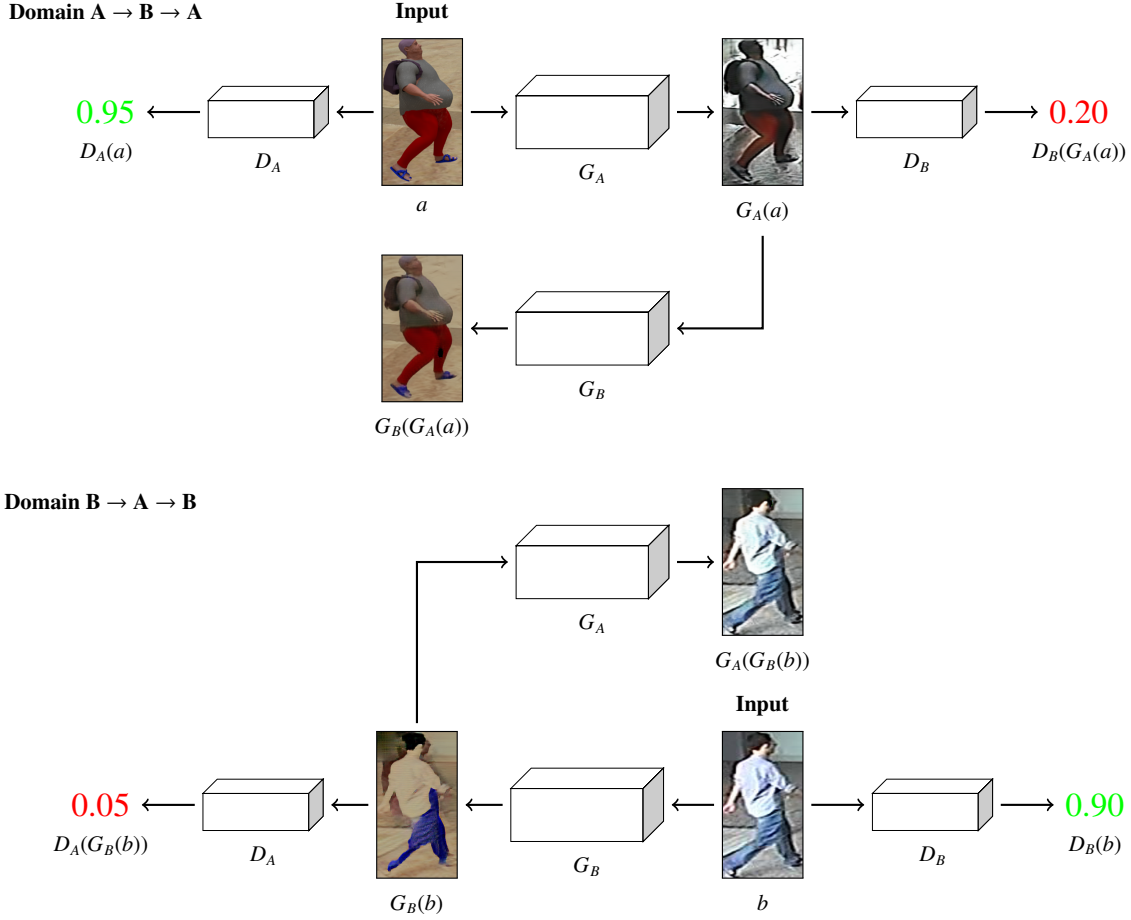 Domain A → B → A
Input
0.95
D_A(a)
D_A
a
G_A
G_A(a)
D_B
0.20
D_B(G_A(a))
G_B(G_A(a))
G_B
Domain B → A → B
G_A
G_A(G_B(b))
Input
0.05
D_A(G_B(b))
D_A
G_B(b)
G_B
b
D_B
0.90
D_B(b)